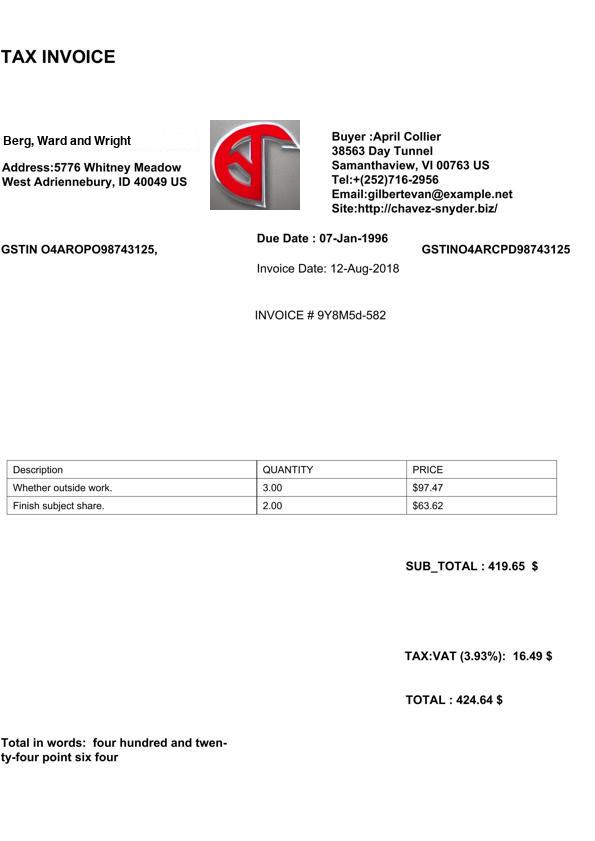 TAX INVOICE
Berg, Ward and Wright
Address:5776 Whitney Meadow
West Adriennebury, ID 40049 US
Buyer :April Collier
38563 Day Tunnel
Samanthaview, VI 00763 US
Tel:+(252)716-2956
Email:gilbertevan@example.net
Site:http://chavez-snyder.biz/
GSTIN O4AROPO98743125,
Due Date : 07-Jan-1996
GSTINO4ARCPD98743125
Invoice Date: 12-Aug-2018
INVOICE # 9Y8M5d-582
Description QUANTITY PRICE
Whether outside work. 3.00 $97.47
Finish subject share. 2.00 $63.62
SUB_TOTAL : 419.65 $
TAX:VAT (3.93%): 16.49 $
TOTAL : 424.64 $
Total in words: four hundred and twen-
ty-four point six four